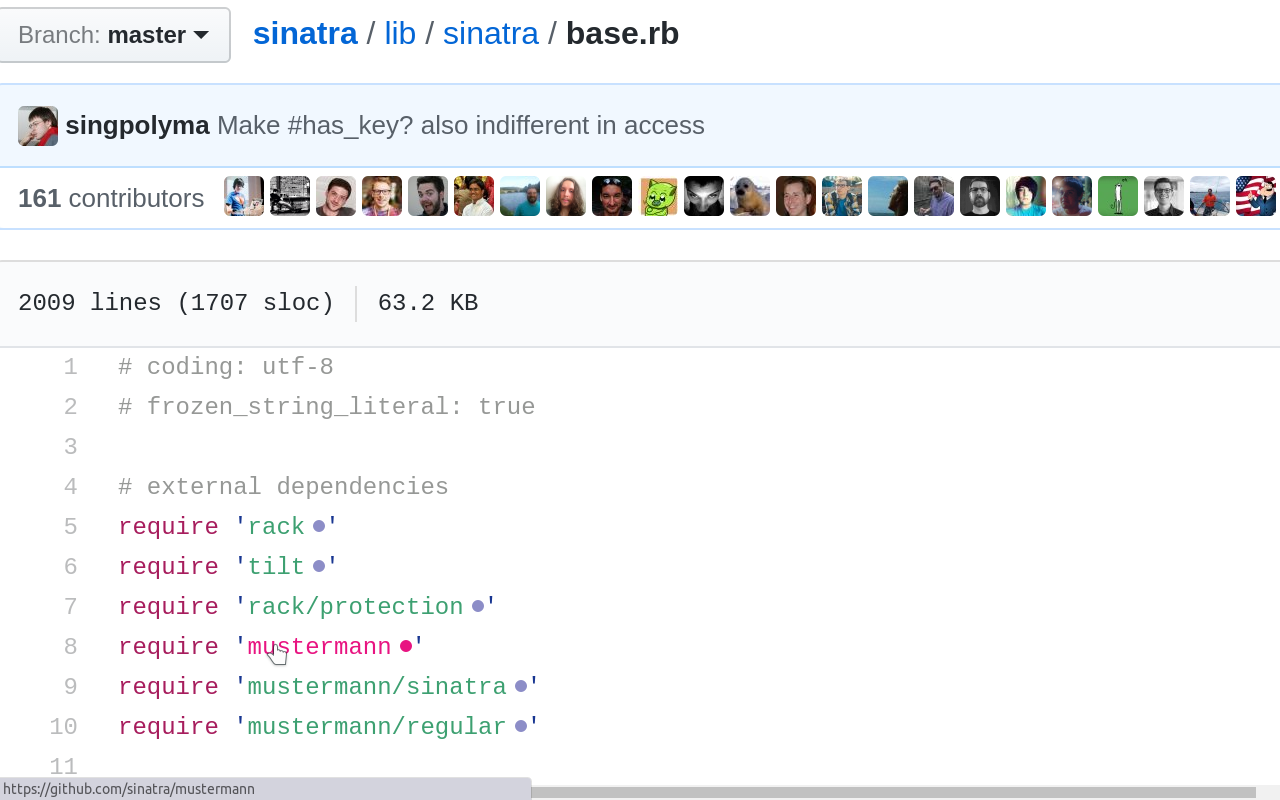 Branch: master sinatra / lib / sinatra / base.rb
singpolyma Make #has_key? also indifferent in access
161 contributors
2009 lines (1707 sloc) 63.2 KB
1 # coding: utf-8
2 # frozen_string_literal: true
3
4 # external dependencies
5 require 'rack'
6 require 'tilt'
7 require 'rack/protection'
8 require 'mustermann'
9 require 'mustermann/sinatra'
10 require 'mustermann/regular'
11
https://github.com/sinatra/mustermann